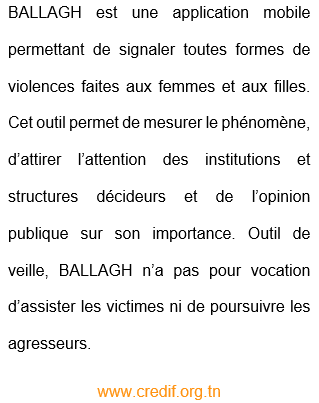 BALLAGH est une application mobile
permettant de signaler toutes formes de
violences faites aux femmes et aux filles.
Cet outil permet de mesurer le phénomène,
d’attirer l’attention des institutions et
structures décideurs et de l’opinion
publique sur son importance. Outil de
veille, BALLAGH n’a pas pour vocation
d’assister les victimes ni de poursuivre les
agresseurs.
www.credif.org.tn